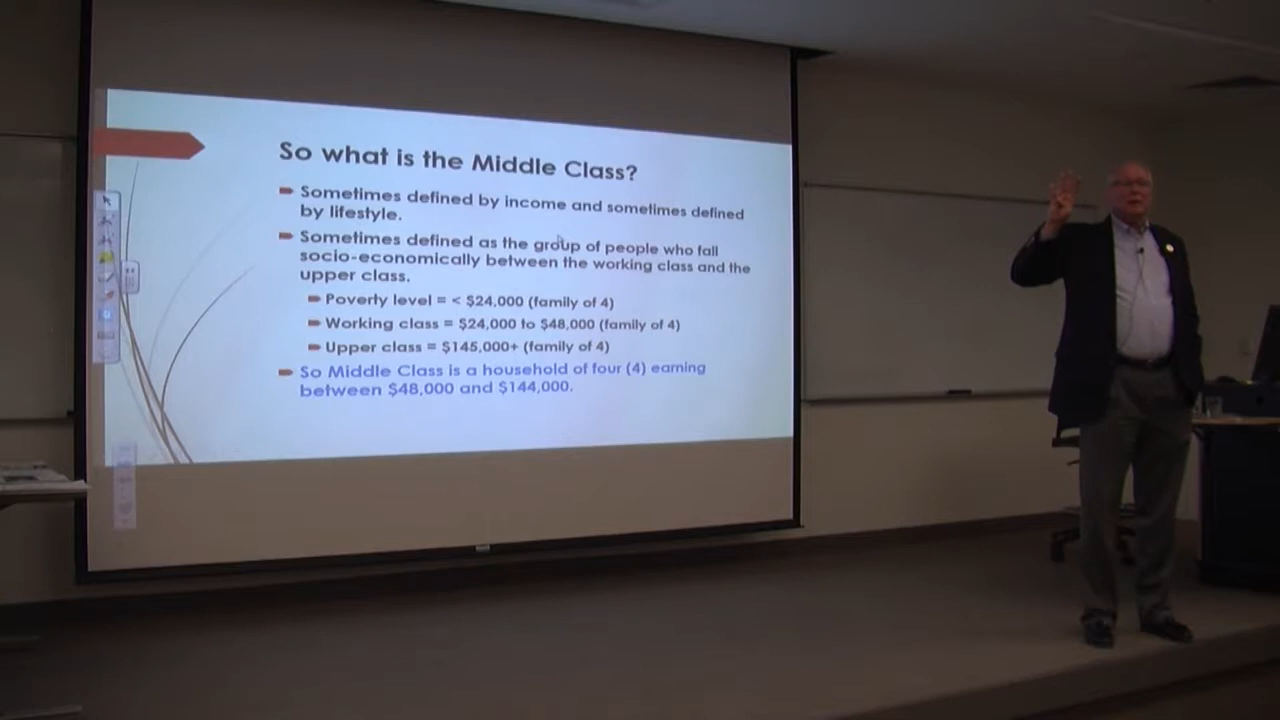 So what is the Middle Class?
Sometimes defined by income and sometimes defined
by lifestyle.
Sometimes defined as the group of people who fall
socio-economically between the working class and the
upper class.
Poverty level = < $24,000 (family of 4)
Working class = $24,000 to $48,000 (family of 4)
Upper class = $145,000+ (family of 4)
So Middle Class is a household of four (4) earning
between $48,000 and $144,000.